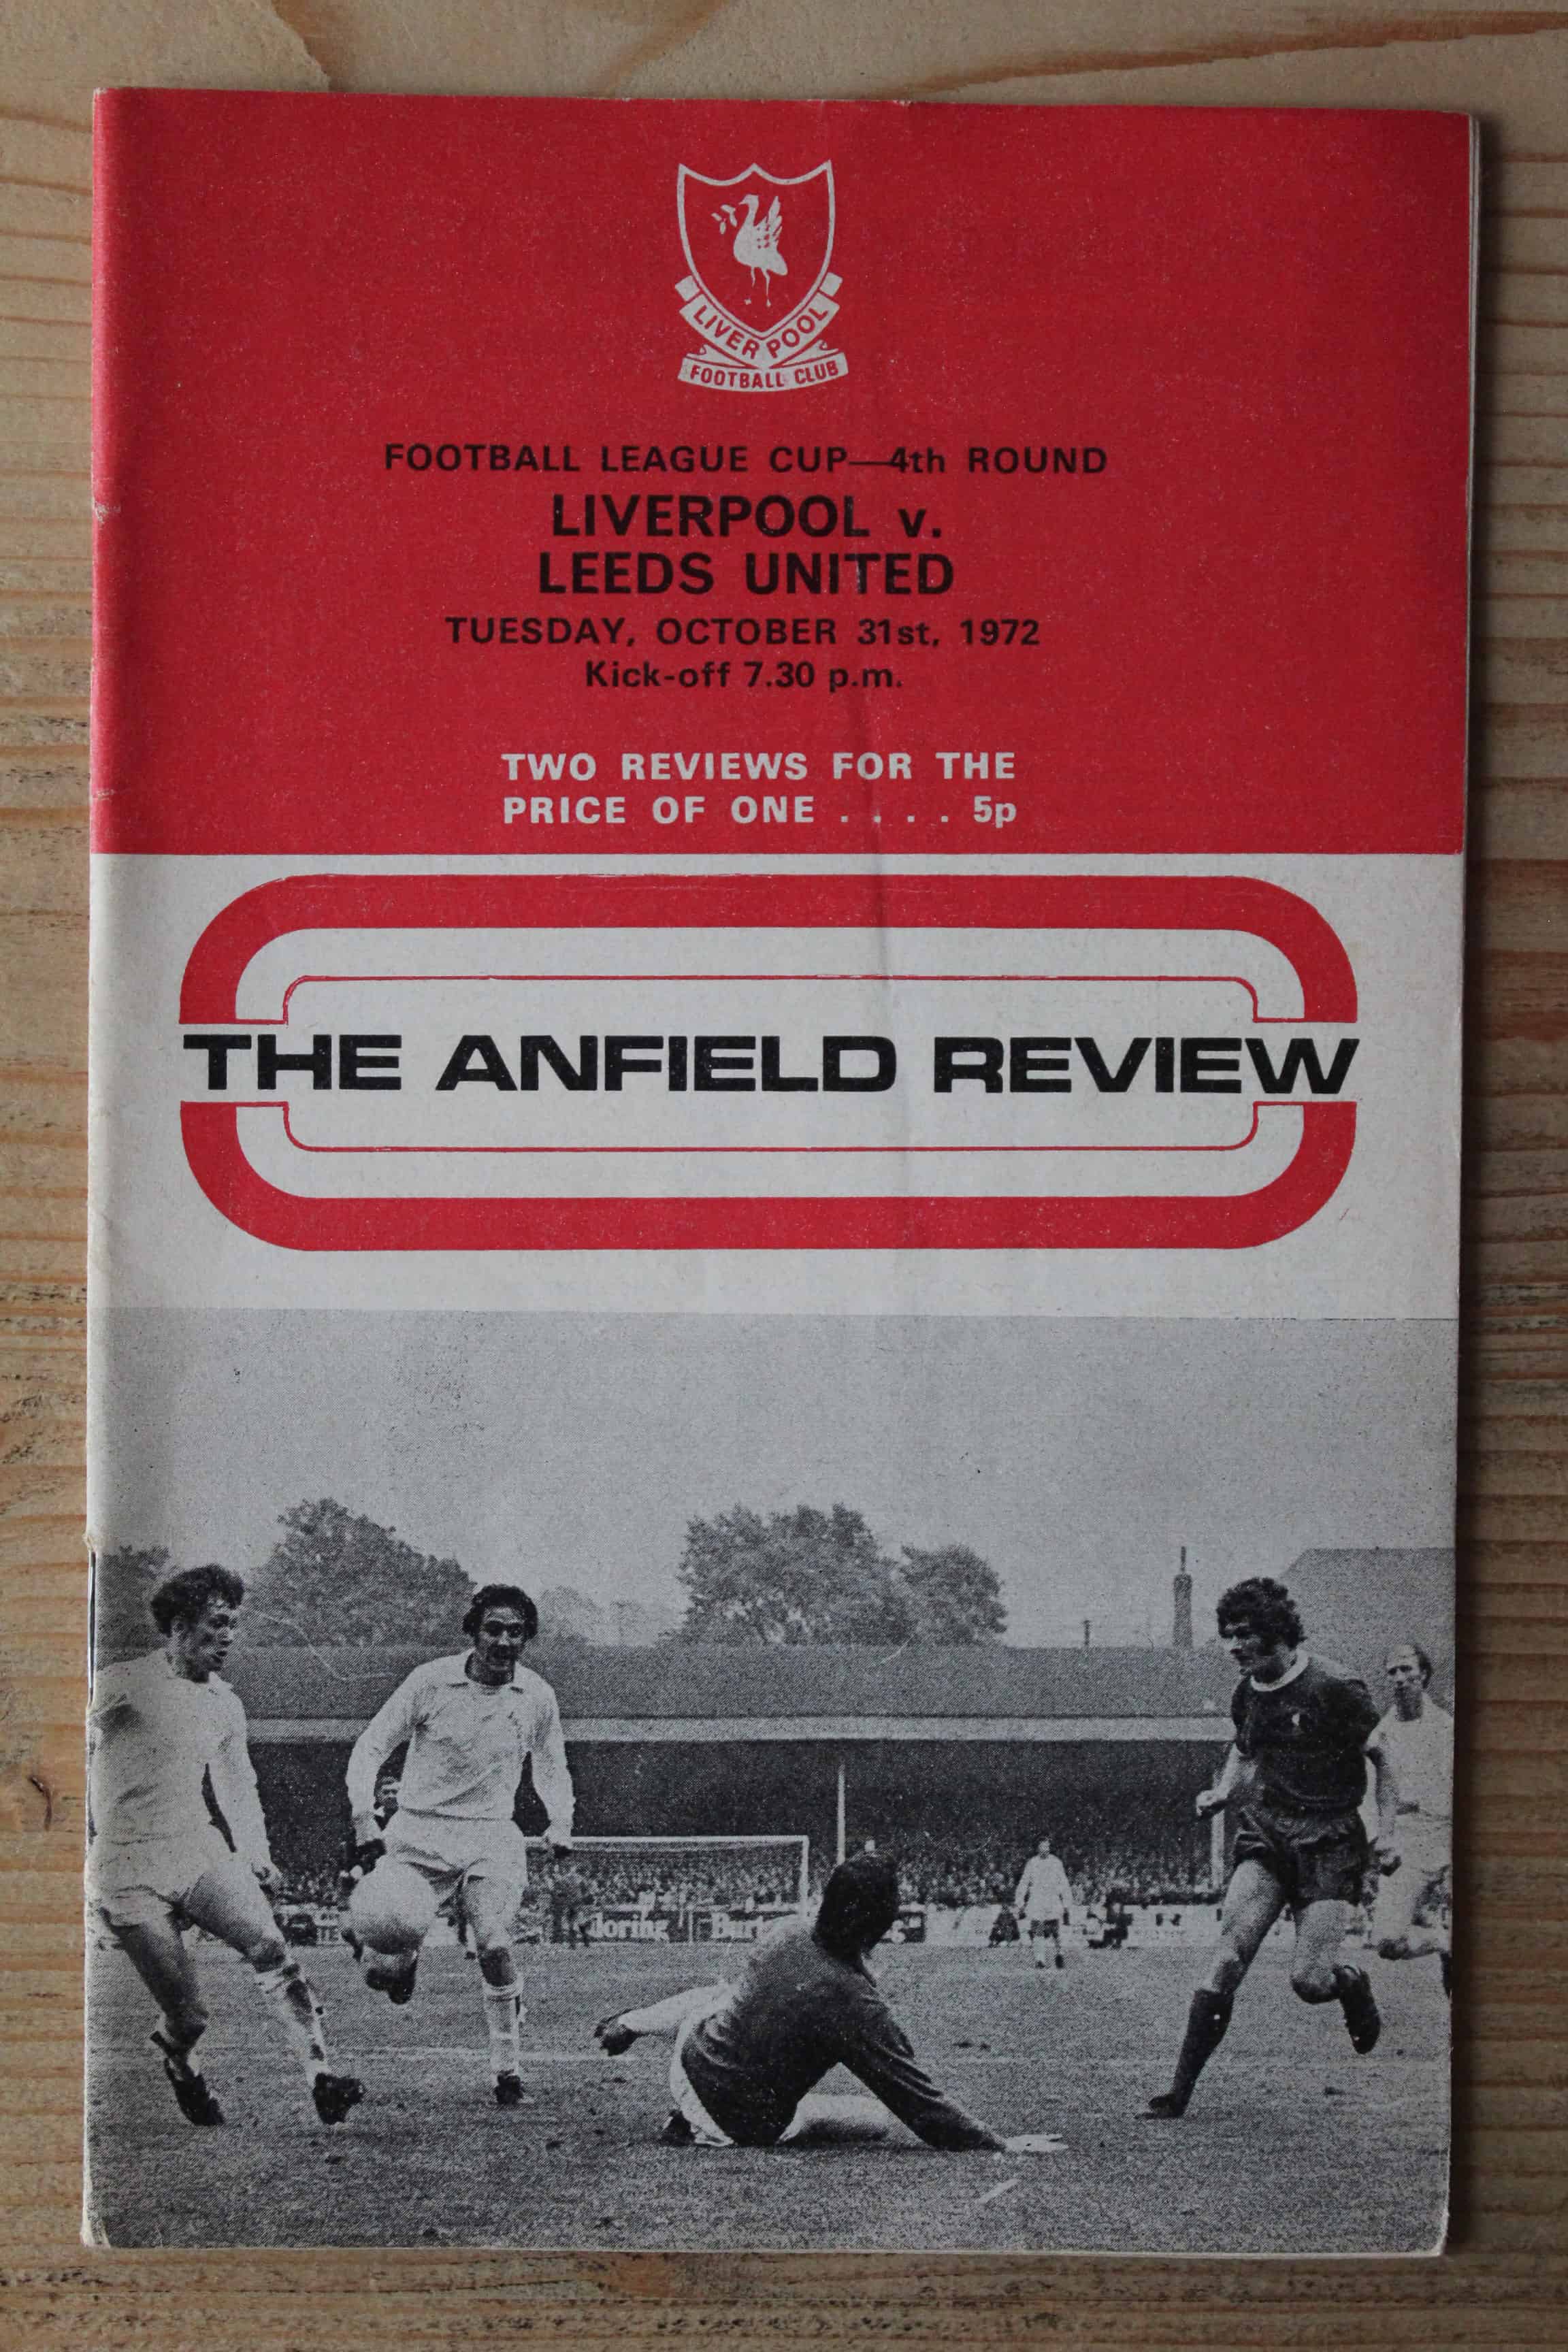 LIVERPOOL
FOOTBALL CLUB
FOOTBALL LEAGUE CUP—4th ROUND
LIVERPOOL v.
LEEDS UNITED
TUESDAY, OCTOBER 31st, 1972
Kick-off 7.30 p.m.
TWO REVIEWS FOR THE
PRICE OF ONE . . . . 5p
THE ANFIELD REVIEW